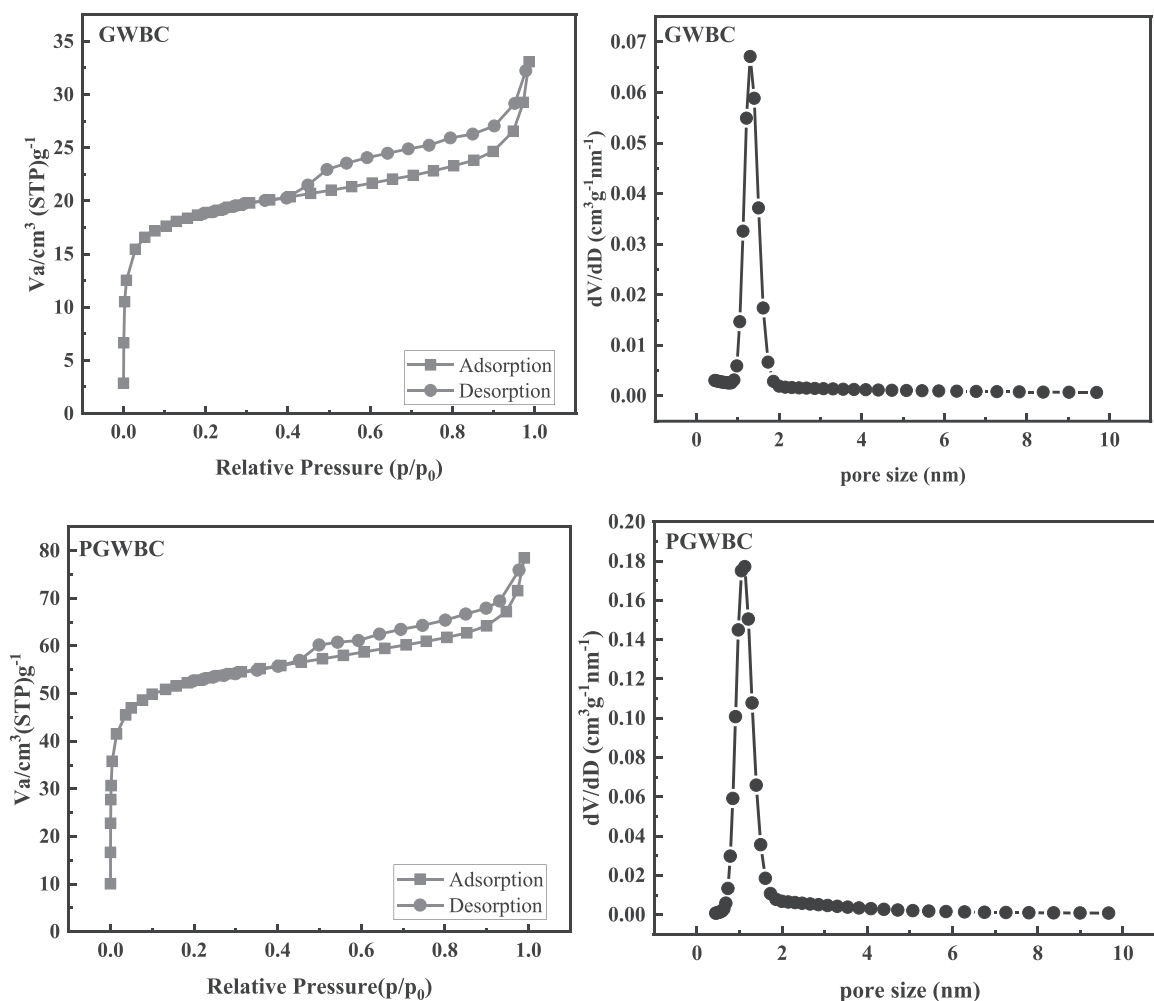 GWBC
35
30
25
20
15
10
5
0
Va/cm³ (STP)g⁻¹
Adsorption
Desorption
0.0 0.2 0.4 0.6 0.8 1.0
Relative Pressure (p/p₀)
GWBC
0.07
0.06
0.05
0.04
0.03
0.02
0.01
0.00
dV/dD (cm³g⁻¹nm⁻¹)
0 2 4 6 8 10
pore size (nm)
PGWBC
80
70
60
50
40
30
20
10
0
Va/cm³(STP)g⁻¹
Adsorption
Desorption
0.0 0.2 0.4 0.6 0.8 1.0
Relative Pressure(p/p₀)
PGWBC
0.20
0.18
0.16
0.14
0.12
0.10
0.08
0.06
0.04
0.02
0.00
dV/dD (cm³g⁻¹nm⁻¹)
0 2 4 6 8 10
pore size (nm)